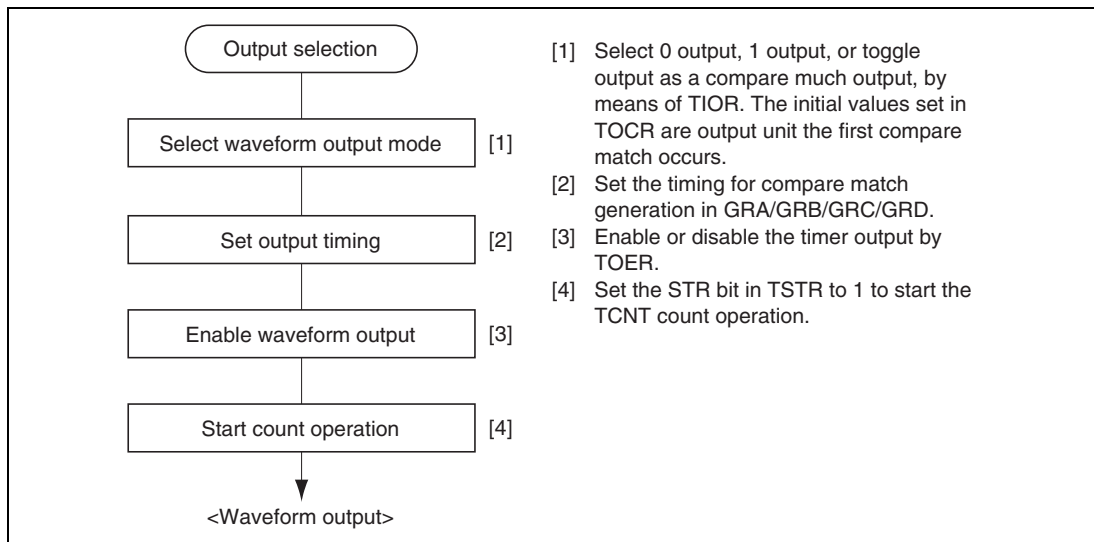 Output selection
Select waveform output mode [1]
Set output timing [2]
Enable waveform output [3]
Start count operation [4]
<Waveform output>
[1] Select 0 output, 1 output, or toggle
output as a compare much output, by
means of TIOR. The initial values set in
TOCR are output unit the first compare
match occurs.
[2] Set the timing for compare match
generation in GRA/GRB/GRC/GRD.
[3] Enable or disable the timer output by
TOER.
[4] Set the STR bit in TSTR to 1 to start the
TCNT count operation.